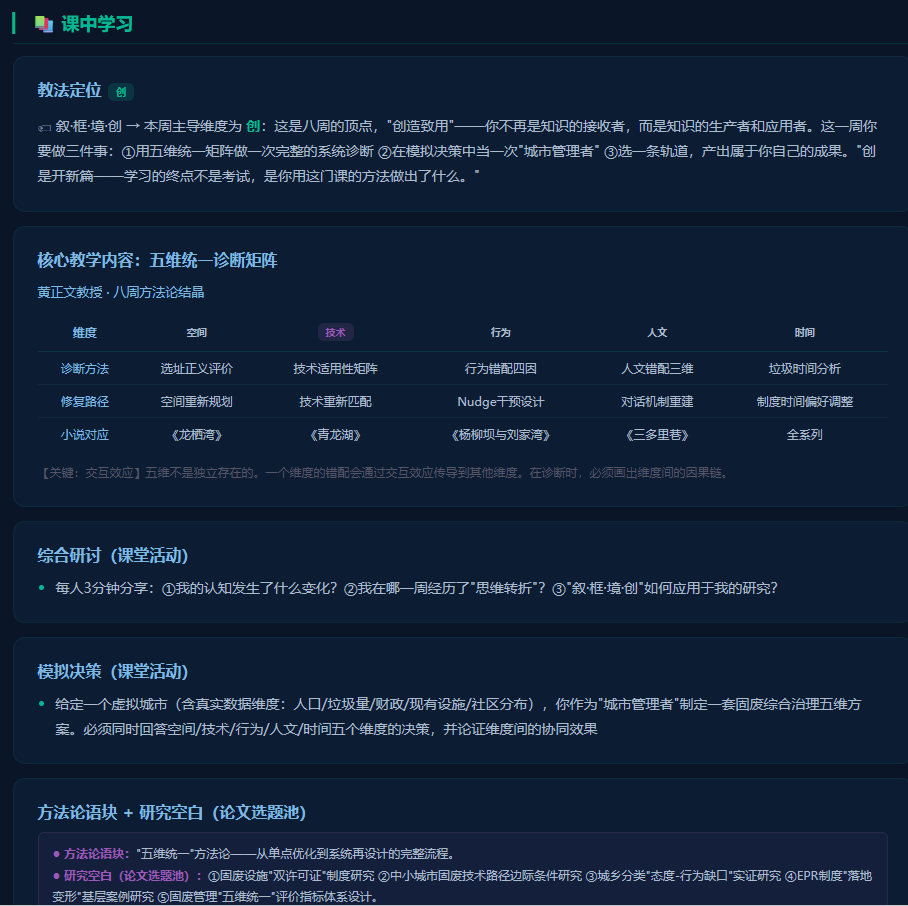 课中学习
教法定位 创
叙·框·境·创 → 本周主导维度为 创：这是八周的顶点，"创造致用"——你不再是知识的接收者，而是知识的生产者和应用者。这一周你
要做三件事：①用五维统一矩阵做一次完整的系统诊断 ②在模拟决策中当一次"城市管理者" ③选一条轨道，产出属于你自己的成果。"创
是开新篇——学习的终点不是考试，是你用这门课的方法做出了什么。"
核心教学内容：五维统一诊断矩阵
黄正文教授 · 八周方法论结晶
维度 空间 技术 行为 人文 时间
诊断方法 选址正义评价 技术适用性矩阵 行为错配四因 人文错配三维 垃圾时间分析
修复路径 空间重新规划 技术重新匹配 Nudge干预设计 对话机制重建 制度时间偏好调整
小说对应 《龙栖湾》 《青龙湖》 《杨柳坝与刘家湾》 《三多里巷》 全系列
【关键：交互效应】五维不是独立存在的。一个维度的错配会通过交互效应传导到其他维度。在诊断时，必须画出维度间的因果链。
综合研讨（课堂活动）
• 每人3分钟分享：①我的认知发生了什么变化？②我在哪一周经历了"思维转折"？③"叙·框·境·创"如何应用于我的研究？
模拟决策（课堂活动）
• 给定一个虚拟城市（含真实数据维度：人口/垃圾量/财政/现有设施/社区分布），你作为"城市管理者"制定一套固废综合治理五维方
案。必须同时回答空间/技术/行为/人文/时间五个维度的决策，并论证维度间的协同效果
方法论语块 + 研究空白（论文选题池）
● 方法论语块："五维统一"方法论——从单点优化到系统再设计的完整流程。
● 研究空白（论文选题池）：①固废设施"双许可证"制度研究 ②中小城市固废技术路径边际条件研究 ③城乡分类"态度-行为缺口"实证研究 ④EPR制度"落地
变形"基层案例研究 ⑤固废管理"五维统一"评价指标体系设计。